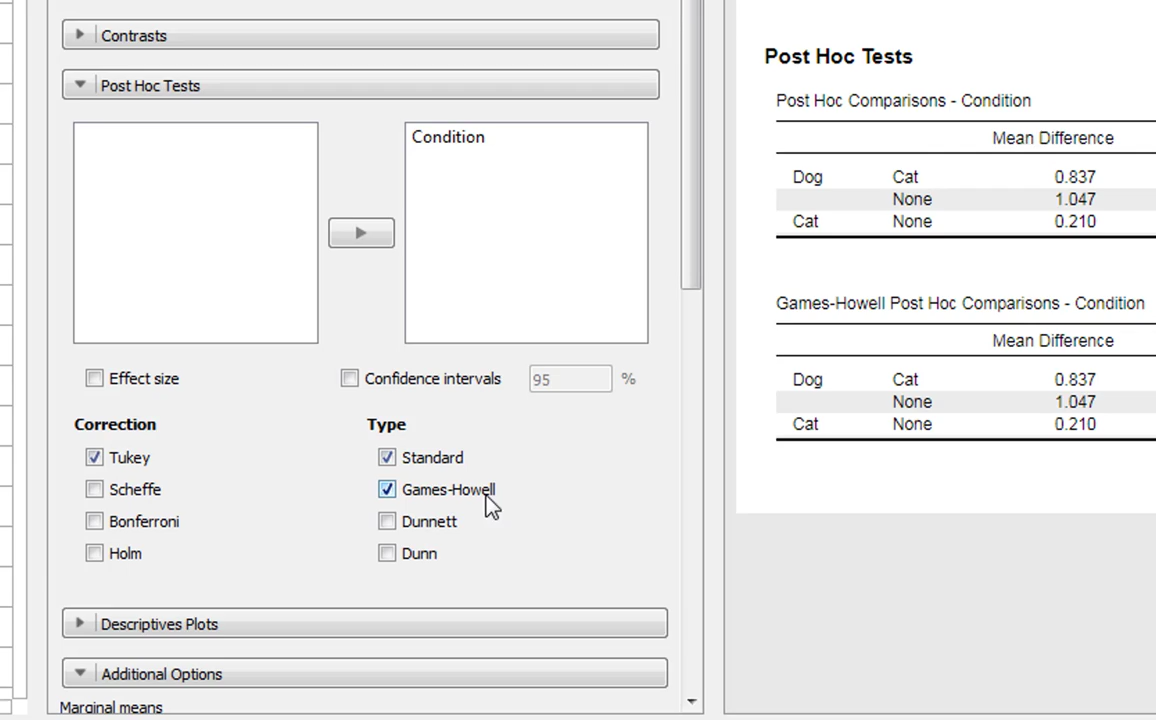 Contrasts
Post Hoc Tests
Condition
Effect size
Confidence intervals 95 %
Correction
Type
Tukey
Standard
Scheffe
Games-Howell
Bonferroni
Dunnett
Holm
Dunn
Descriptives Plots
Additional Options
Marginal means
Post Hoc Tests
Post Hoc Comparisons - Condition
Mean Difference
Dog Cat 0.837
None 1.047
Cat None 0.210
Games-Howell Post Hoc Comparisons - Condition
Mean Difference
Dog Cat 0.837
None 1.047
Cat None 0.210